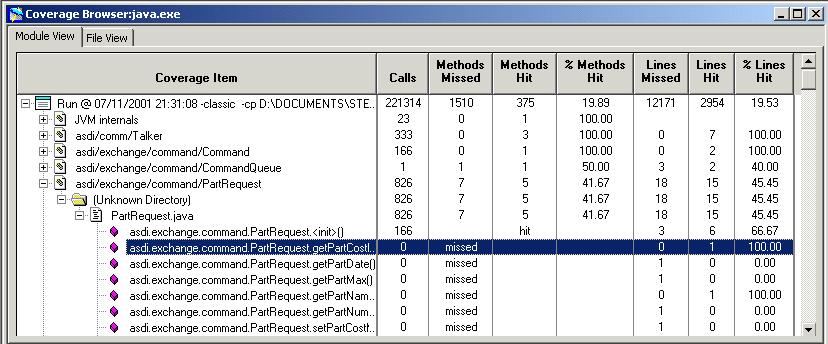 Coverage Browser:java.exe
Module View File View
Coverage Item Calls Methods Missed Methods Hit % Methods Hit Lines Missed Lines Hit % Lines Hit
Run @ 07/11/2001 21:31:08 -classic -cp D:\DOCUMENTS\STE... 221314 1510 375 19.89 12171 2954 19.53
JVM internals 23 0 1 100.00
asdi/comm/Talker 333 0 3 100.00 0 7 100.00
asdi/exchange/command/Command 166 0 1 100.00 0 2 100.00
asdi/exchange/command/CommandQueue 1 1 1 50.00 3 2 40.00
asdi/exchange/command/PartRequest 826 7 5 41.67 18 15 45.45
(Unknown Directory) 826 7 5 41.67 18 15 45.45
PartRequest.java 826 7 5 41.67 18 15 45.45
asdi.exchange.command.PartRequest.<init>() 166 hit 3 6 66.67
asdi.exchange.command.PartRequest.getPartCostl... 0 missed 0 1 100.00
asdi.exchange.command.PartRequest.getPartDate() 0 missed 1 0 0.00
asdi.exchange.command.PartRequest.getPartMax() 0 missed 1 0 0.00
asdi.exchange.command.PartRequest.getPartNam... 0 missed 0 1 100.00
asdi.exchange.command.PartRequest.getPartNum... 0 missed 1 0 0.00
asdi.exchange.command.PartRequest.setPartCostl... 0 missed 1 0 0.00